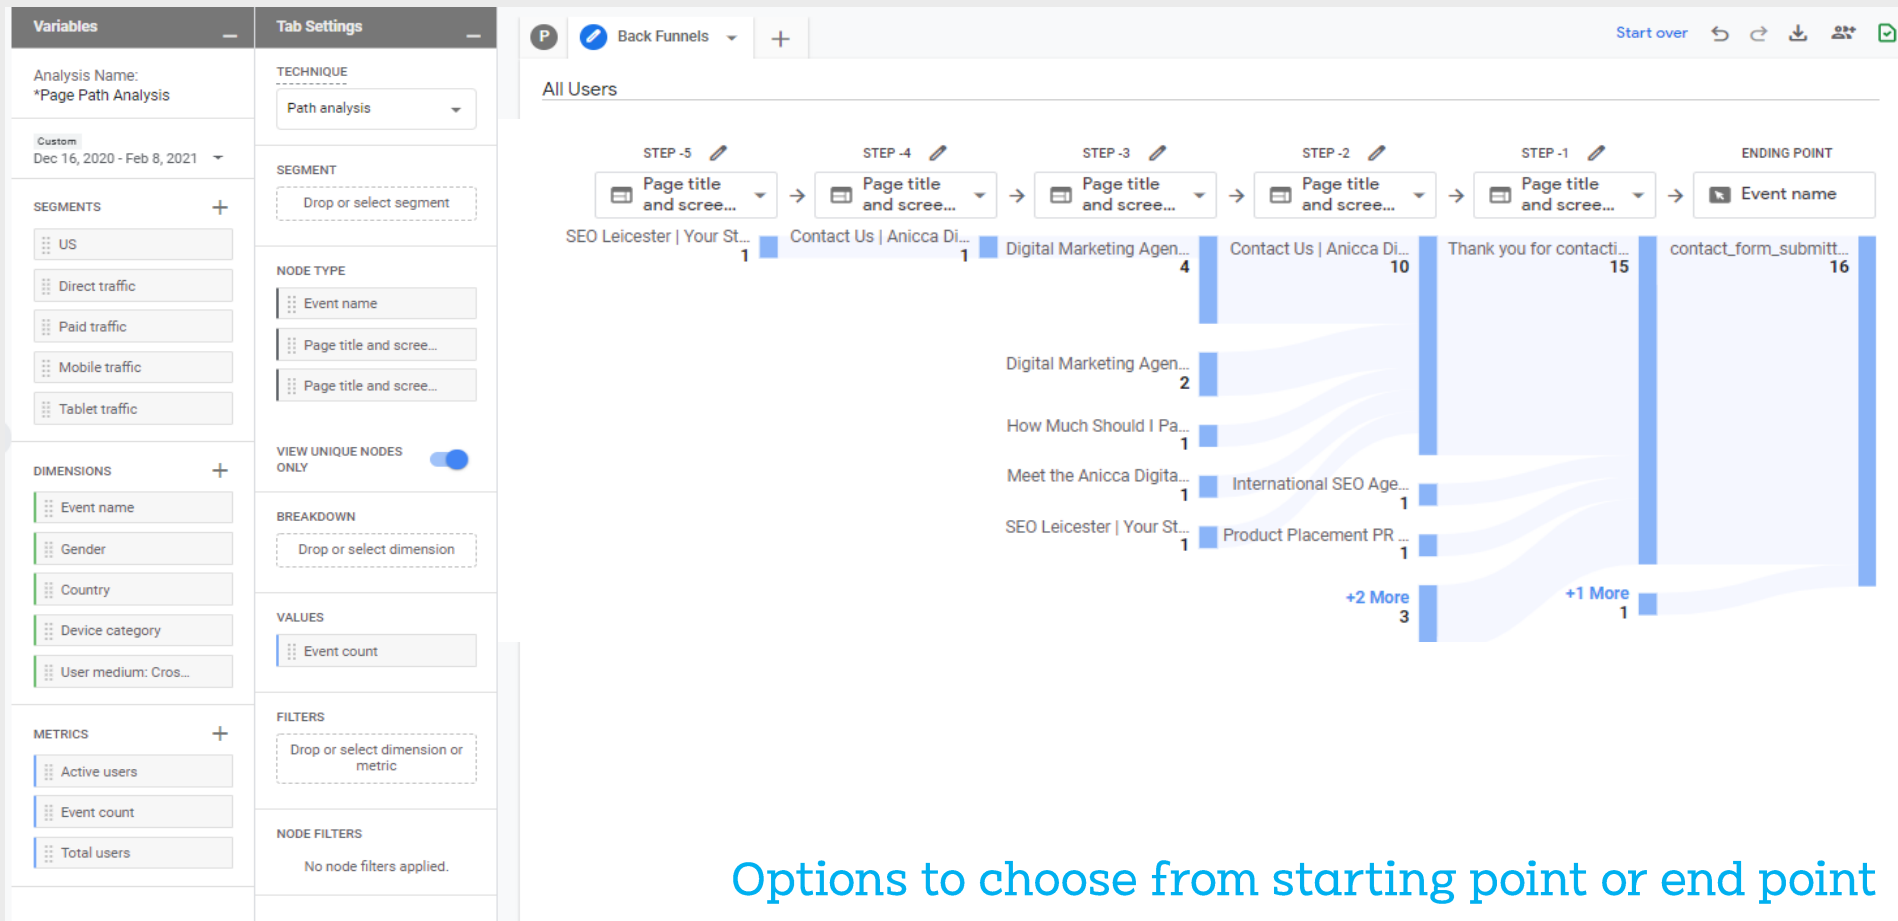 Variables
Analysis Name:
*Page Path Analysis
Custom
Dec 16, 2020 - Feb 8, 2021
SEGMENTS
US
Direct traffic
Paid traffic
Mobile traffic
Tablet traffic
DIMENSIONS
Event name
Gender
Country
Device category
User medium: Cros...
METRICS
Active users
Event count
Total users
Tab Settings
TECHNIQUE
Path analysis
SEGMENT
Drop or select segment
NODE TYPE
Event name
Page title and scree...
Page title and scree...
VIEW UNIQUE NODES
ONLY
BREAKDOWN
Drop or select dimension
VALUES
Event count
FILTERS
Drop or select dimension or
metric
NODE FILTERS
No node filters applied.
P
Back Funnels
Start over
All Users
STEP -5
Page title
and scree...
SEO Leicester | Your St...
1
STEP -4
Page title
and scree...
Contact Us | Anicca Di...
1
STEP -3
Page title
and scree...
Digital Marketing Agen...
4
Digital Marketing Agen...
2
How Much Should I Pa...
1
Meet the Anicca Digita...
1
SEO Leicester | Your St...
1
STEP -2
Page title
and scree...
Contact Us | Anicca Di...
10
International SEO Age...
1
Product Placement PR ...
1
+2 More
3
STEP -1
Page title
and scree...
Thank you for contacti...
15
+1 More
1
ENDING POINT
Event name
contact_form_submitt...
16
Options to choose from starting point or end point